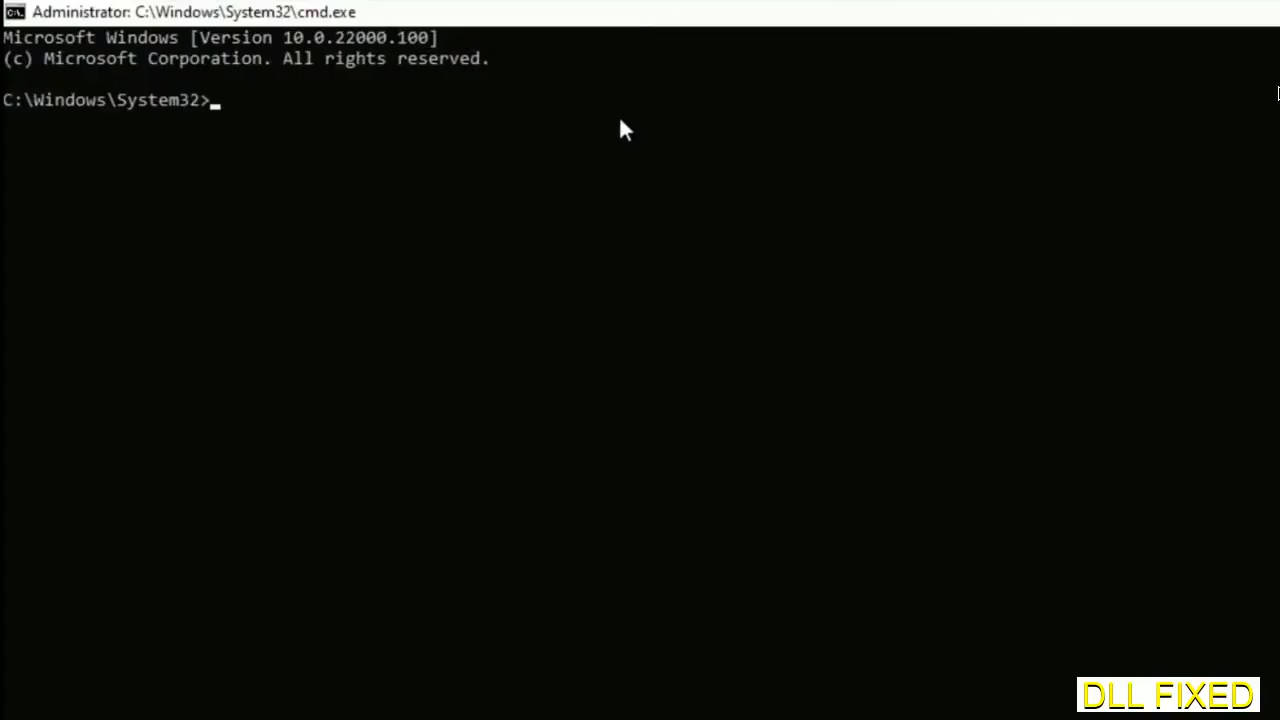 Administrator: C:\Windows\System32\cmd.exe
Microsoft Windows [Version 10.0.22000.100]
(c) Microsoft Corporation. All rights reserved.
C:\Windows\System32>
DLL FIXED